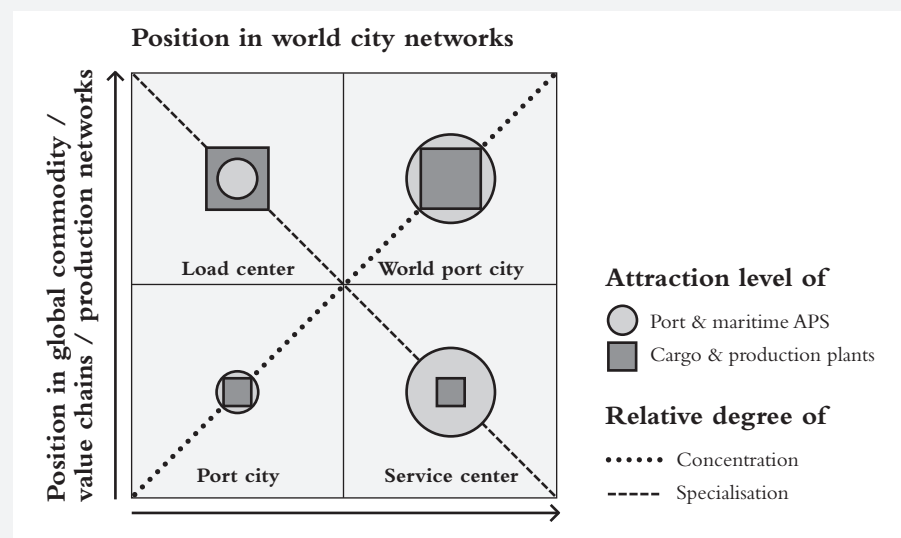 Position in world city networks
Position in global commodity /
value chains / production networks
Load center
World port city
Port city
Service center
Attraction level of
Port & maritime APS
Cargo & production plants
Relative degree of
Concentration
Specialisation